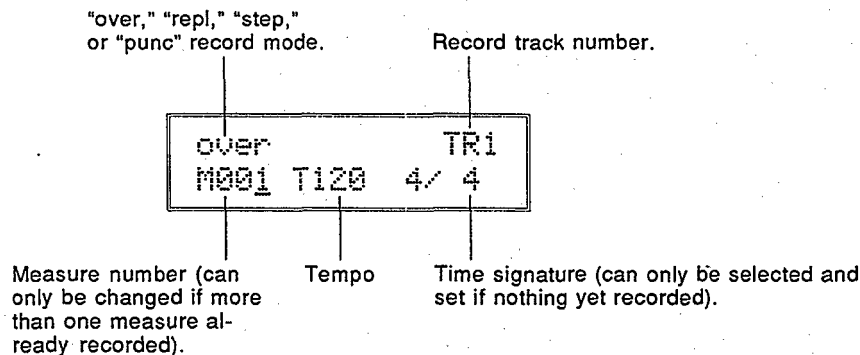 “over,” “repl,” “step,”
or “punc” record mode.
Record track number.
over TR1
M001 T120 4/ 4
Measure number (can
only be changed if more
than one measure al-
ready recorded).
Tempo
Time signature (can only be selected and
set if nothing yet recorded).